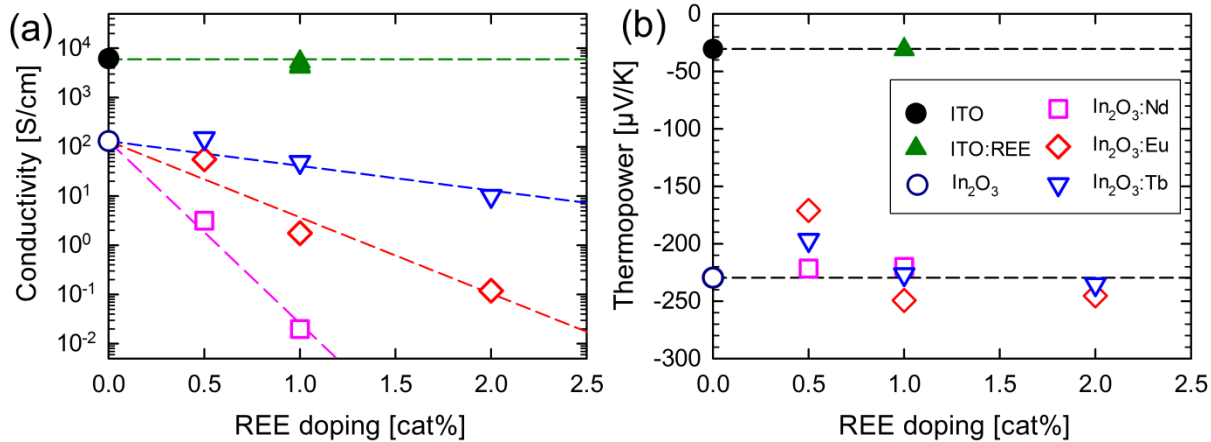 (a)
Conductivity [S/cm]
10⁴
10³
10²
10¹
10⁰
10⁻¹
10⁻²
0.0 0.5 1.0 1.5 2.0 2.5
REE doping [cat%]
(b)
Thermopower [µV/K]
0
-50
-100
-150
-200
-250
-300
ITO
ITO:REE
In₂O₃
In₂O₃:Nd
In₂O₃:Eu
In₂O₃:Tb
0.0 0.5 1.0 1.5 2.0 2.5
REE doping [cat%]